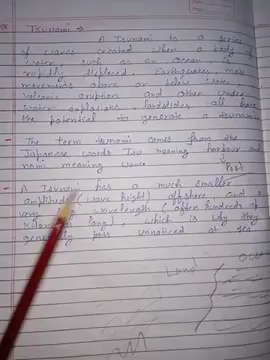 Tsunami →
A Tsunami is a series
of waves created when a body of
water, such as an ocean is
rapidly displaced. Earthquakes, mass
movements above or below water,
volcanic eruption and other under
water explosions, landslides all have
the potential to generate a tsunami
- The term tsunami comes from the
Japanese words Tsu meaning harbour and
nami meaning wave
- A Tsunami has a much smaller
amplitude (wave height) offshore and a
very wavelength (often hundreds of
kilometers long), which is why they
generally pass unnoticed at sea
Land